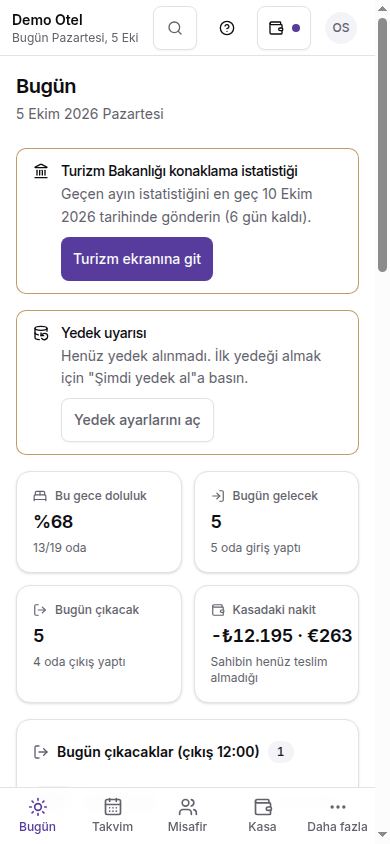 Demo Otel
Bugün Pazartesi, 5 Eki
OS
Bugün
5 Ekim 2026 Pazartesi
Turizm Bakanlığı konaklama istatistiği
Geçen ayın istatistiğini en geç 10 Ekim
2026 tarihinde gönderin (6 gün kaldı).
Turizm ekranına git
Yedek uyarısı
Henüz yedek alınmadı. İlk yedeği almak
için "Şimdi yedek al"a basın.
Yedek ayarlarını aç
Bu gece doluluk
%68
13/19 oda
Bugün gelecek
5
5 oda giriş yaptı
Bugün çıkacak
5
4 oda çıkış yaptı
Kasadaki nakit
-₺12.195 · €263
Sahibin henüz teslim
almadığı
Bugün çıkacaklar (çıkış 12:00) 1
Bugün
Takvim
Misafir
Kasa
Daha fazla